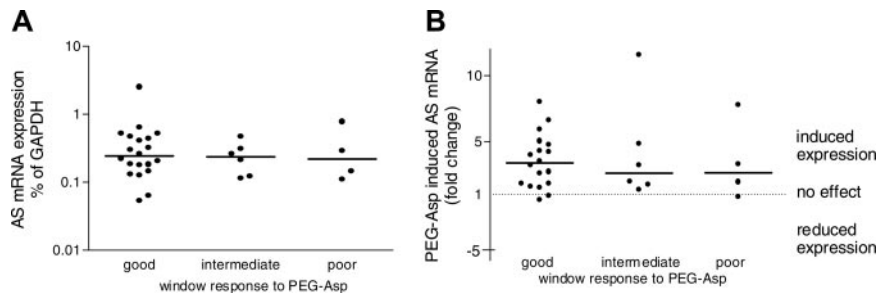 A
AS mRNA expression
% of GAPDH
10
1
0.1
0.01
good intermediate poor
window response to PEG-Asp
B
PEG-Asp induced AS mRNA
(fold change)
10
5
1
-5
good intermediate poor
window response to PEG-Asp
induced
expression
no effect
reduced
expression